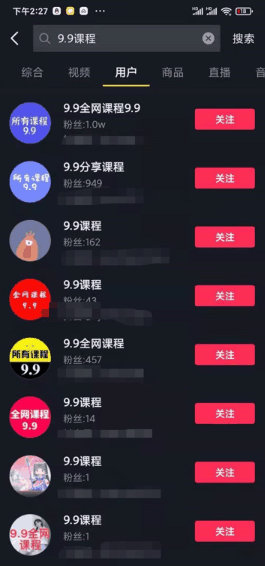 下午2:27
9.9课程
搜索
综合 视频 用户 商品 直播
所有课程
9.9
9.9全网课程9.9
粉丝:1.0w
关注
所有课程
9.9
9.9分享课程
粉丝:949
关注
9.9课程
粉丝:162
关注
全网课程
9.9
9.9课程
粉丝:43
关注
所有课程
9.9
9.9全网课程
粉丝:457
关注
全网课程
9.9
9.9课程
粉丝:14
关注
9.9课程
粉丝:1
关注
9.9全网
课程
9.9课程
粉丝:1
关注